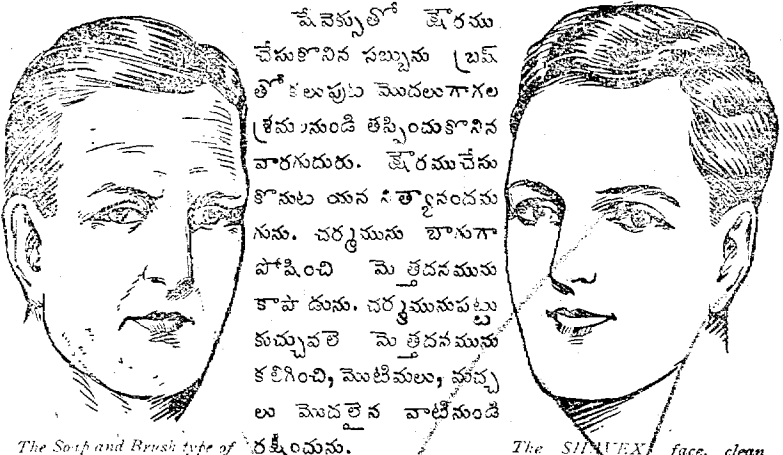 షేవెక్సుతో క్షౌరము
చేసుకొనిన సబ్బును బ్రష్
తో కలుపుట మొదలుగాగల
శ్రమనుండి తప్పించుకొనిన
వారగుదురు. క్షౌరముచేసు
కొనుట యన నిత్యానందమ
గును. చర్మమును బాగుగా
పోషించి మెత్తదనమును
కాపాడును. చర్మమునుపట్టు
కుచ్చువలె మెత్తదనమును
కలిగించి, మొటిమలు, మచ్చ
లు మొదలైన వాటినుండి
రక్షించును.
The Soap and Brush type of
The SHAVEX face, clean